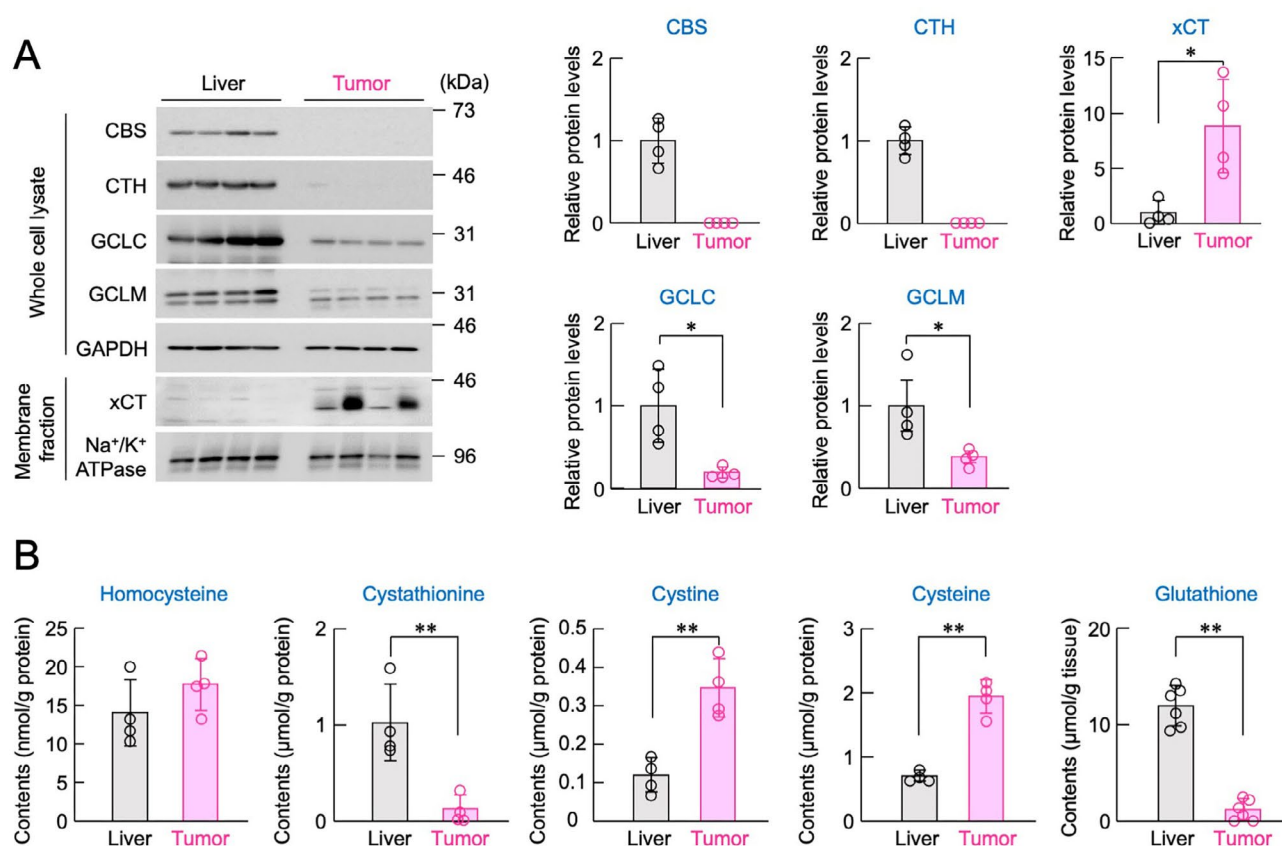 A
Liver Tumor (kDa)
Whole cell lysate
CBS
73
CTH
46
GCLC
31
GCLM
31
46
GAPDH
Membrane fraction
46
xCT
Na⁺/K⁺
ATPase
96
CBS
Relative protein levels
2
1
0
Liver Tumor
CTH
Relative protein levels
2
1
0
Liver Tumor
xCT
Relative protein levels
15
10
5
0
*
Liver Tumor
GCLC
Relative protein levels
2
1
0
*
Liver Tumor
GCLM
Relative protein levels
2
1
0
*
Liver Tumor
B
Homocysteine
Contents (nmol/g protein)
25
20
15
10
5
0
Liver Tumor
Cystathionine
Contents (μmol/g protein)
2
1
0
**
Liver Tumor
Cystine
Contents (μmol/g protein)
0.5
0.4
0.3
0.2
0.1
0
**
Liver Tumor
Cysteine
Contents (μmol/g protein)
3
2
1
0
**
Liver Tumor
Glutathione
Contents (μmol/g tissue)
20
10
0
**
Liver Tumor